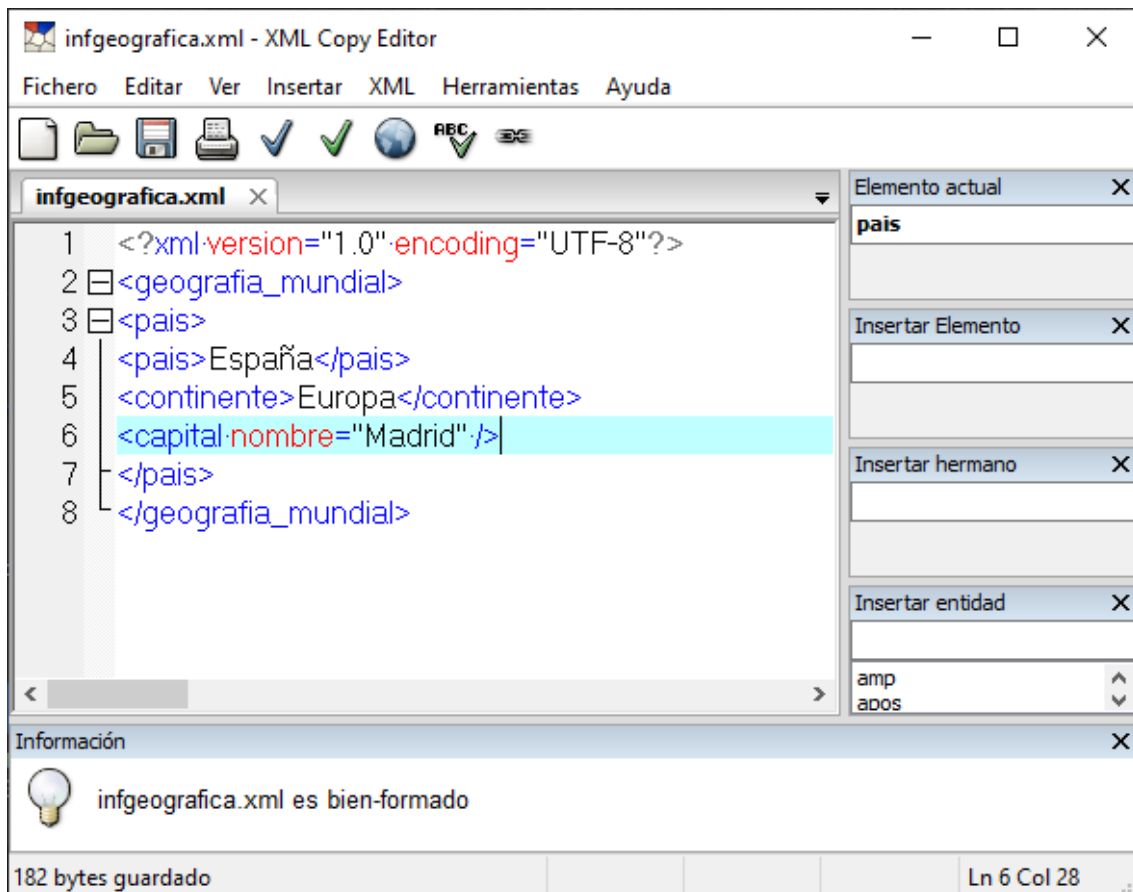 infgeografica.xml - XML Copy Editor
Fichero Editar Ver Insertar XML Herramientas Ayuda
ABC
infgeografica.xml
1 <?xml version="1.0" encoding="UTF-8"?>
2 <geografia_mundial>
3 <pais>
4 <pais>España</pais>
5 <continente>Europa</continente>
6 <capital nombre="Madrid" />
7 </pais>
8 </geografia_mundial>
Elemento actual
pais
Insertar Elemento
Insertar hermano
Insertar entidad
amp
apos
Información
infgeografica.xml es bien-formado
182 bytes guardado
Ln 6 Col 28